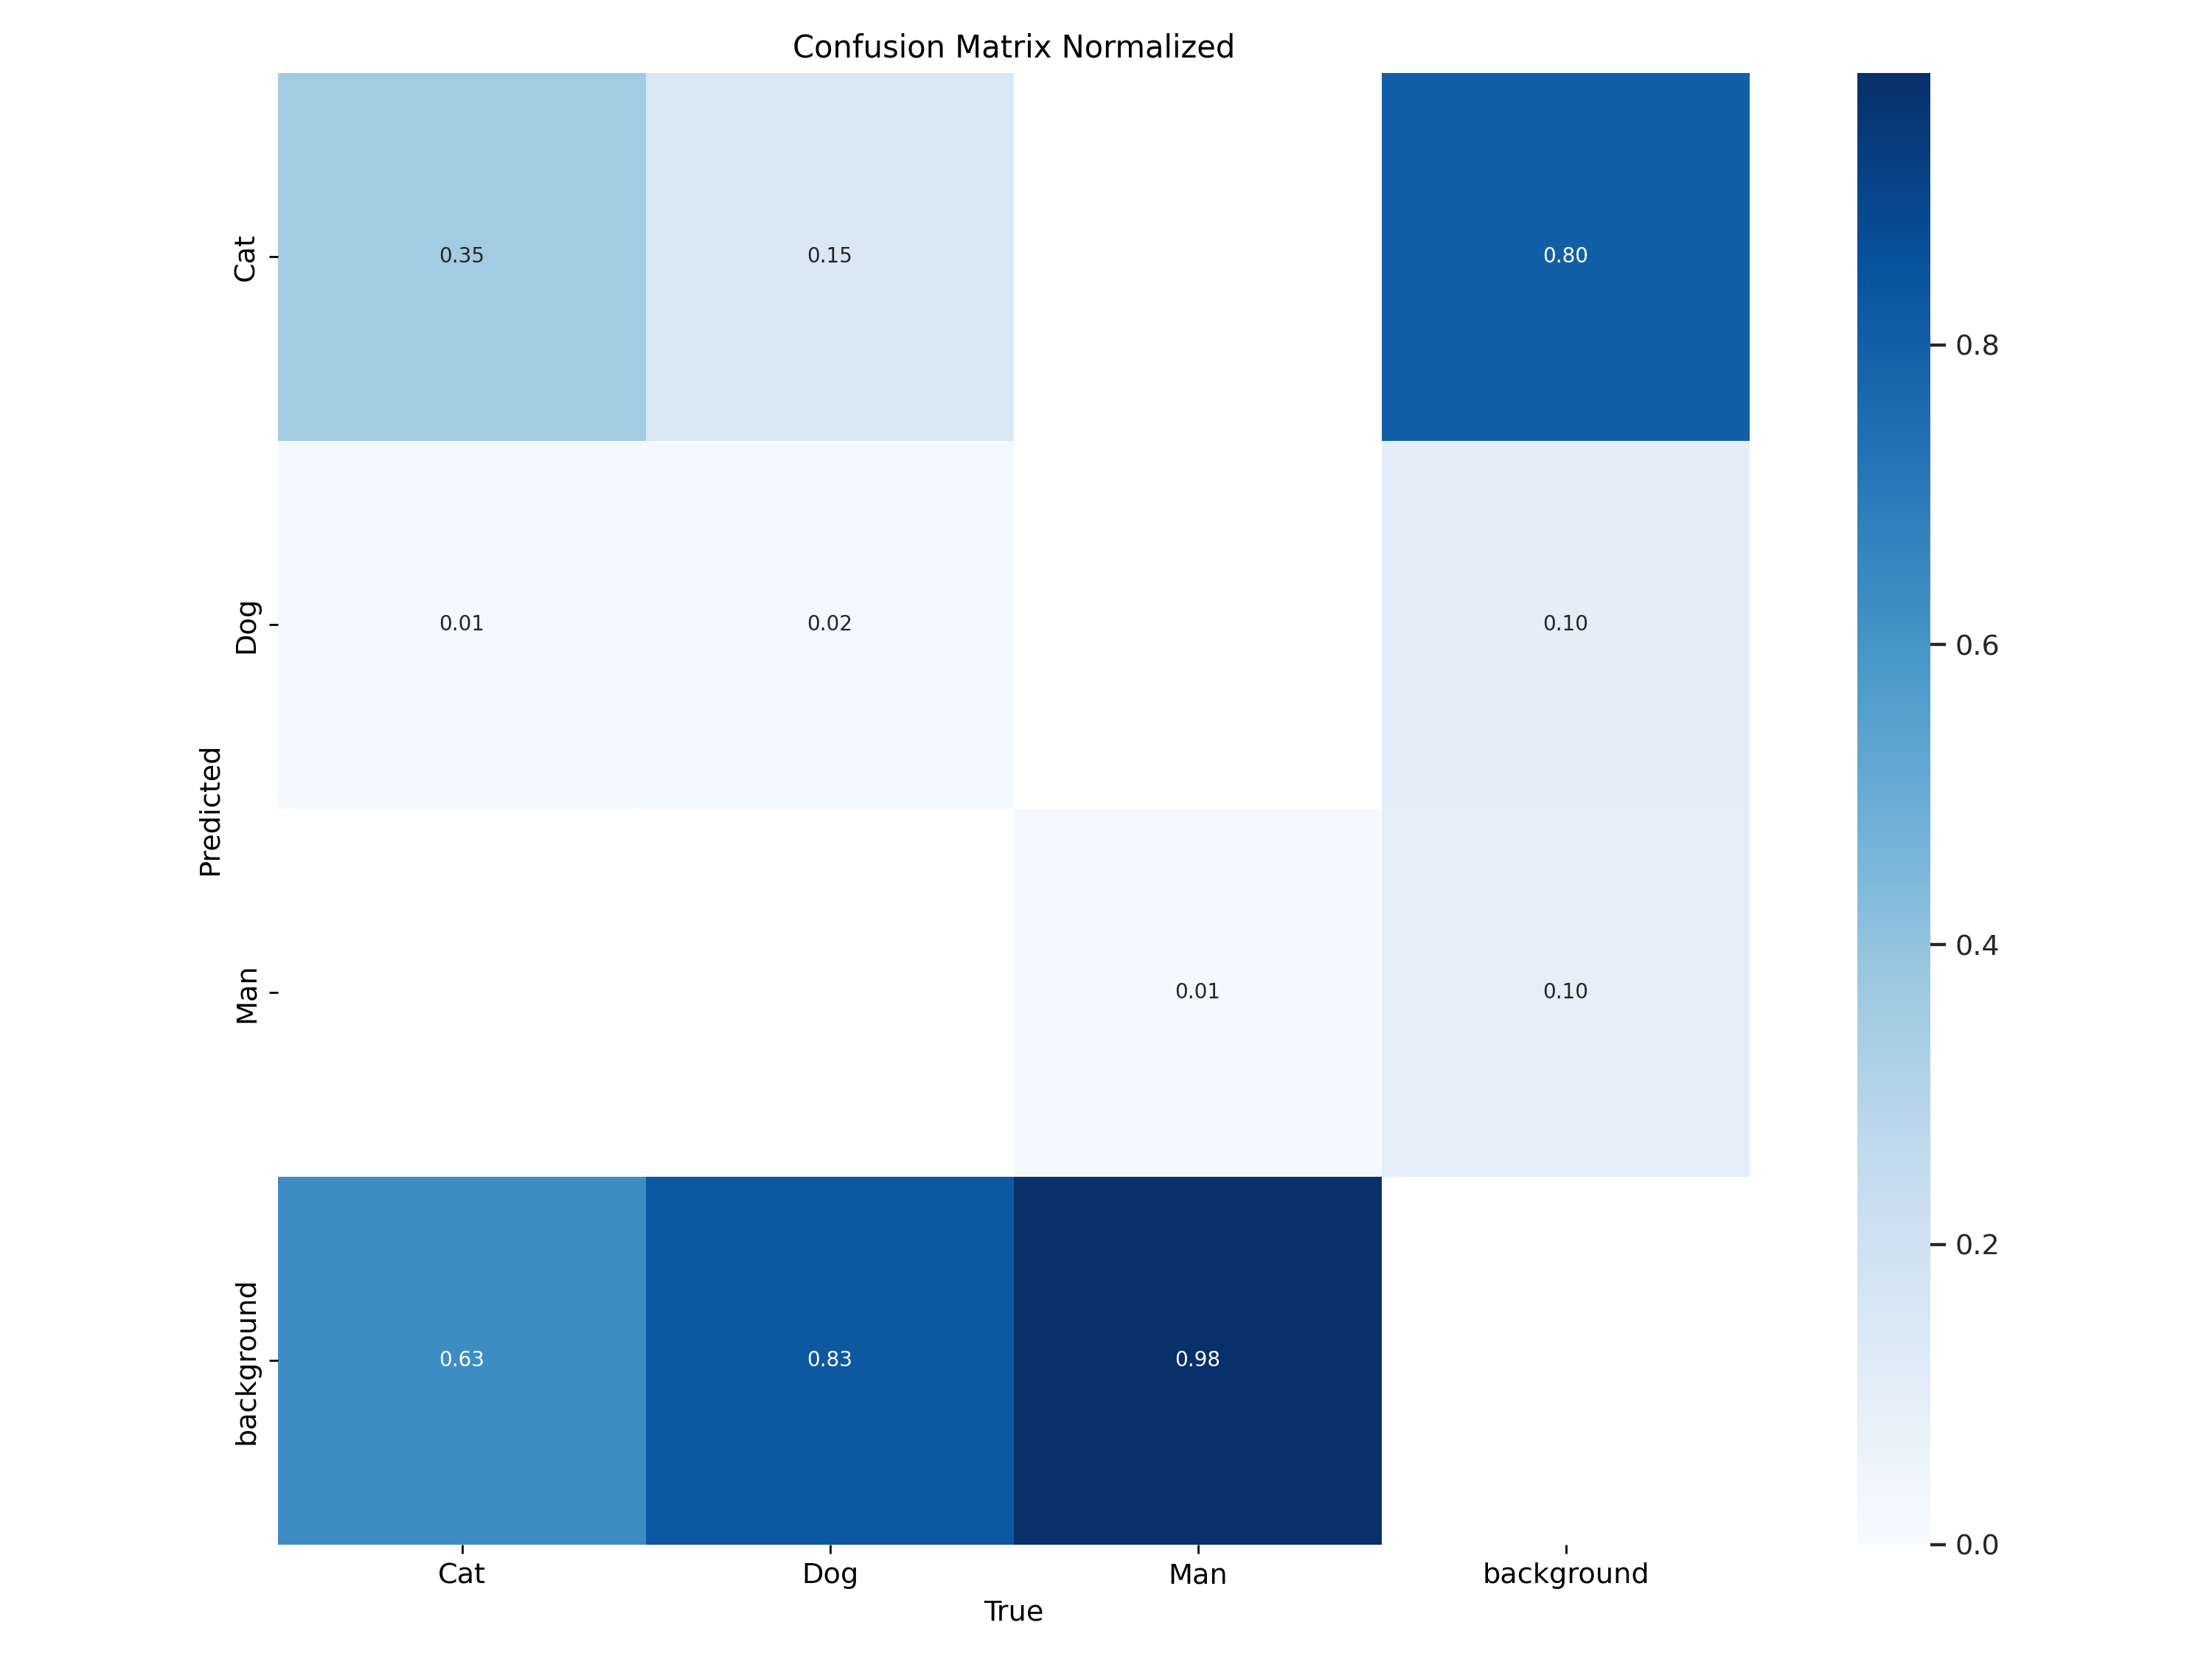 Confusion Matrix Normalized
Cat
0.35
0.15
0.80
Dog
0.01
0.02
0.10
Man
0.01
0.10
background
0.63
0.83
0.98
Predicted
Cat
Dog
Man
background
True
0.8
0.6
0.4
0.2
0.0